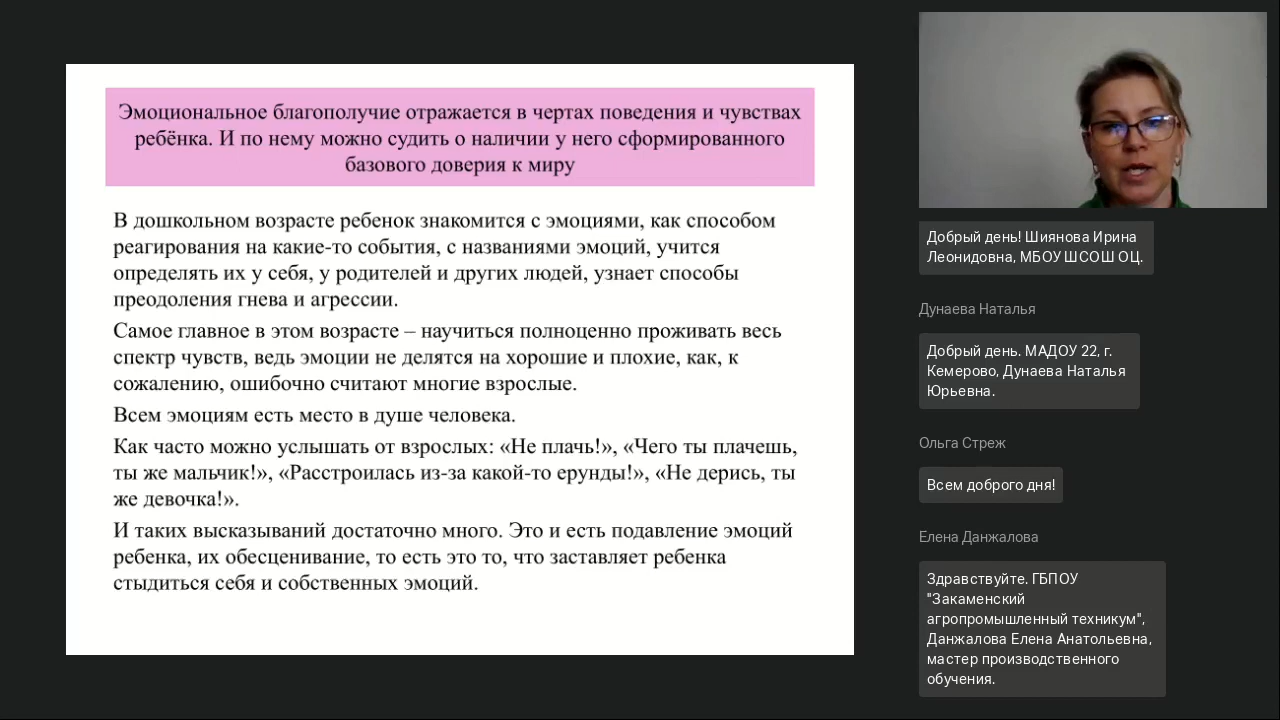 Эмоциональное благополучие отражается в чертах поведения и чувствах
ребёнка. И по нему можно судить о наличии у него сформированного
базового доверия к миру
В дошкольном возрасте ребенок знакомится с эмоциями, как способом
реагирования на какие-то события, с названиями эмоций, учится
определять их у себя, у родителей и других людей, узнает способы
преодоления гнева и агрессии.
Самое главное в этом возрасте – научиться полноценно проживать весь
спектр чувств, ведь эмоции не делятся на хорошие и плохие, как, к
сожалению, ошибочно считают многие взрослые.
Всем эмоциям есть место в душе человека.
Как часто можно услышать от взрослых: «Не плачь!», «Чего ты плачешь,
ты же мальчик!», «Расстроилась из-за какой-то ерунды!», «Не дерись, ты
же девочка!».
И таких высказываний достаточно много. Это и есть подавление эмоций
ребенка, их обесценивание, то есть это то, что заставляет ребенка
стыдиться себя и собственных эмоций.
Добрый день! Шиянова Ирина
Леонидовна, МБОУ ШСОШ ОЦ.
Дунаева Наталья
Добрый день. МАДОУ 22, г.
Кемерово, Дунаева Наталья
Юрьевна.
Ольга Стреж
Всем доброго дня!
Елена Данжалова
Здравствуйте. ГБПОУ
"Закаменский
агропромышленный техникум",
Данжалова Елена Анатольевна,
мастер производственного
обучения.